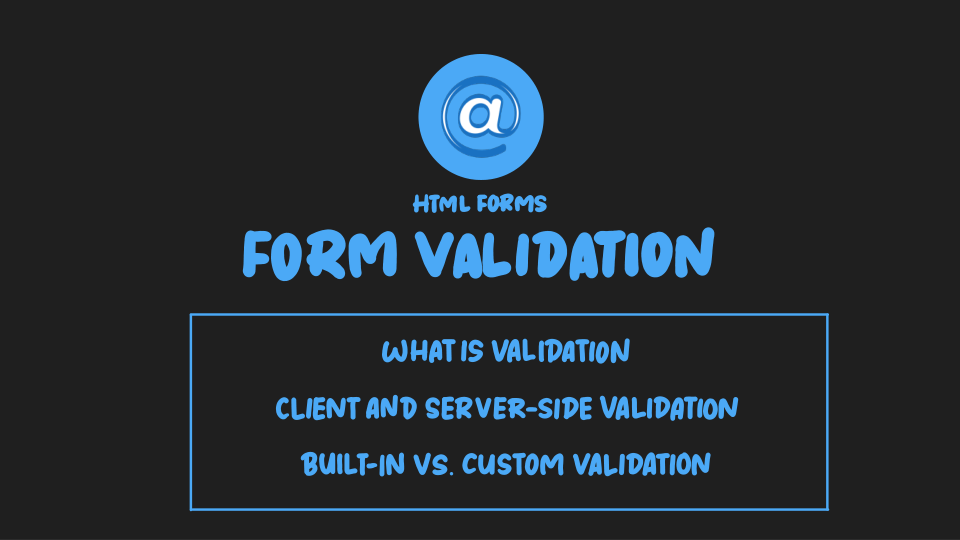 @
HTML FORMS
FORM VALIDATION
WHAT IS VALIDATION
CLIENT AND SERVER-SIDE VALIDATION
BUILT-IN VS. CUSTOM VALIDATION